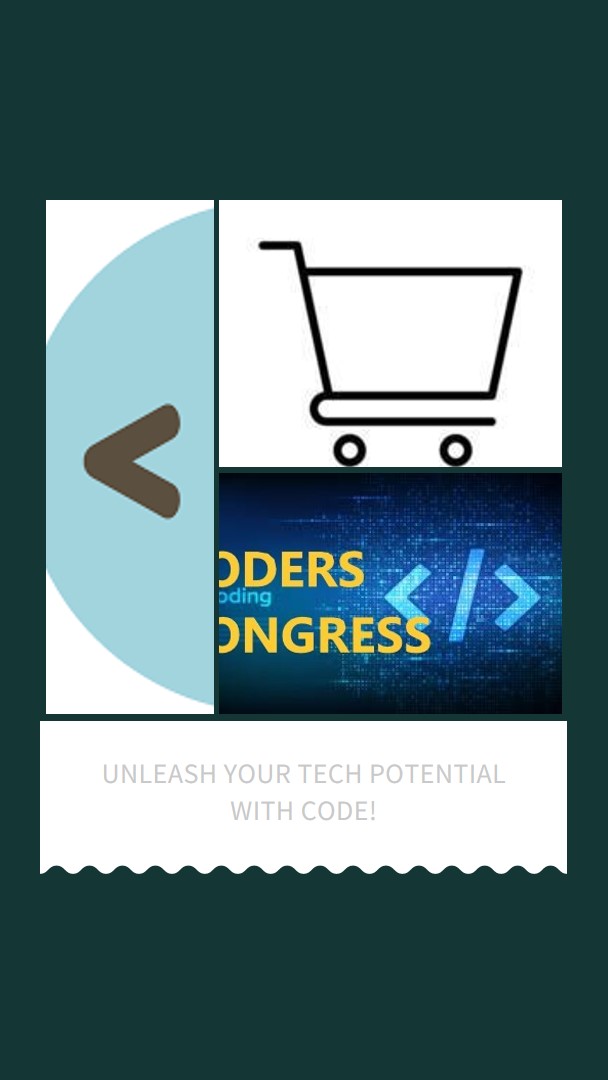 <
ODERS
oding
</>
ONGRESS
UNLEASH YOUR TECH POTENTIAL
WITH CODE!